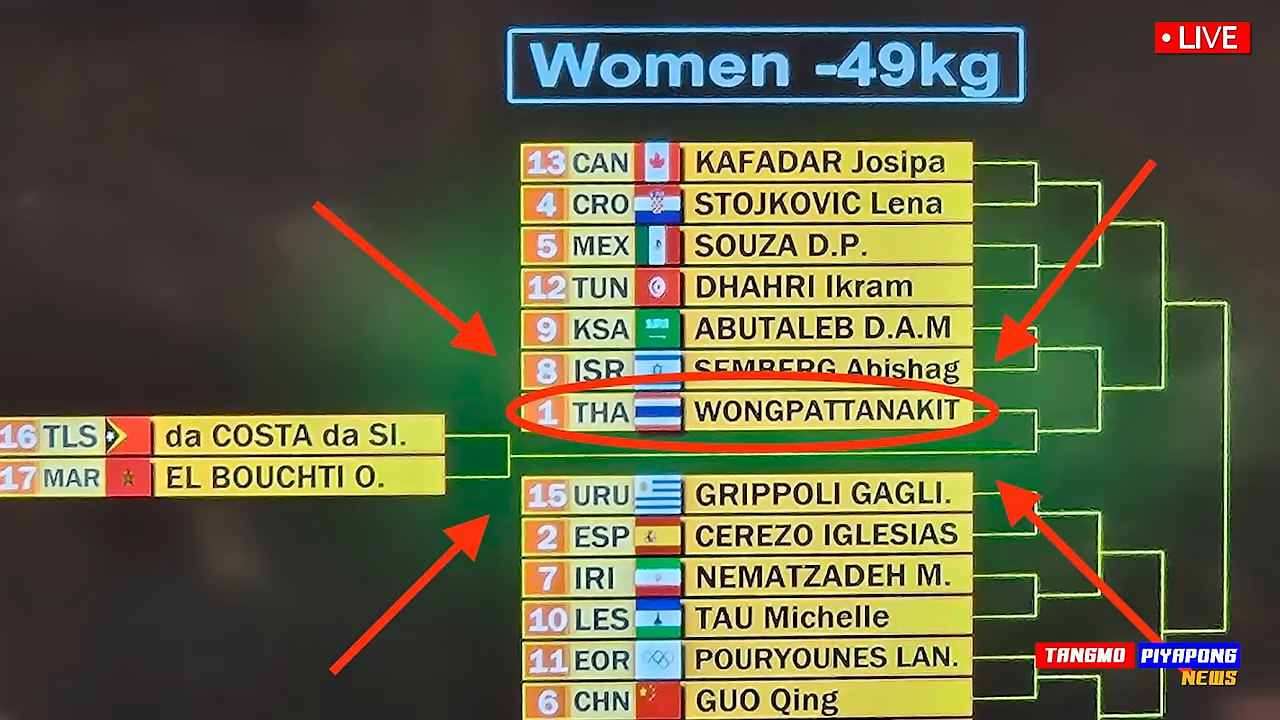 • LIVE
Women -49kg
13 CAN KAFADAR Josipa
4 CRO STOJKOVIC Lena
5 MEX SOUZA D.P.
12 TUN DHAHRI Ikram
9 KSA ABUTALEB D.A.M
8 ISR SEMBERG Abishag
1 THA WONGPATTANAKIT
16 TLS da COSTA da SI.
17 MAR EL BOUCHTI O.
15 URU GRIPPOLI GAGLI.
2 ESP CEREZO IGLESIAS
7 IRI NEMATZADEH M.
10 LES TAU Michelle
11 EOR POURYOUNES LAN.
6 CHN GUO Qing
TANGMO PIYAPONG
NEWS